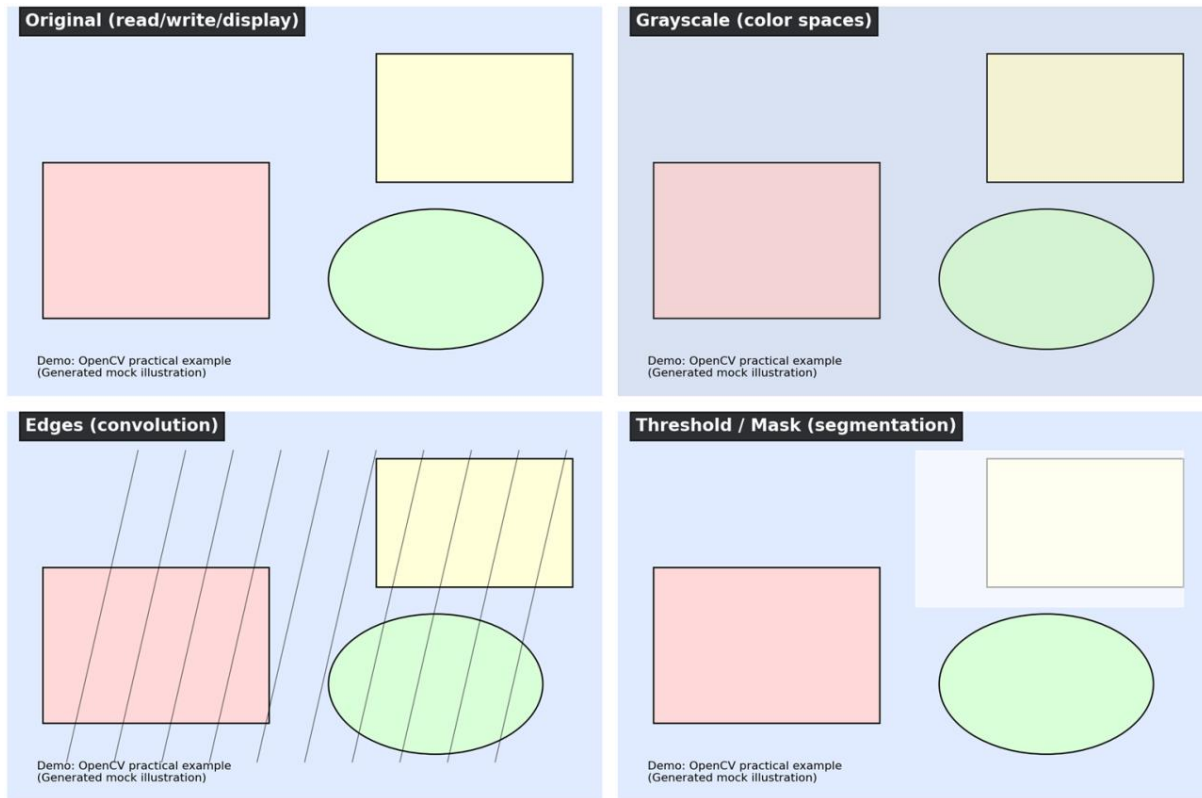 Original (read/write/display)
Demo: OpenCV practical example
(Generated mock illustration)
Grayscale (color spaces)
Demo: OpenCV practical example
(Generated mock illustration)
Edges (convolution)
Demo: OpenCV practical example
(Generated mock illustration)
Threshold / Mask (segmentation)
Demo: OpenCV practical example
(Generated mock illustration)